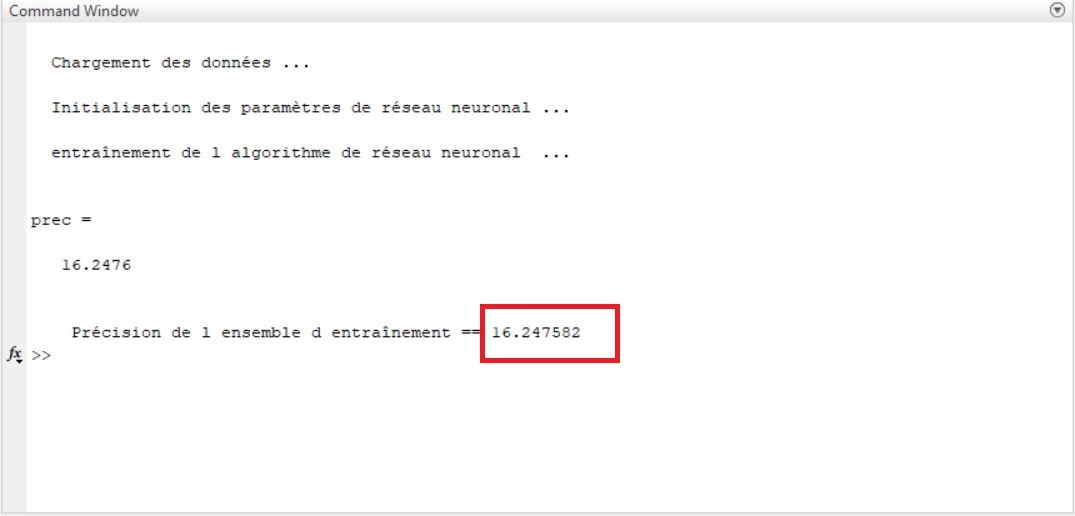 Command Window
Chargement des données ...
Initialisation des paramètres de réseau neuronal ...
entraînement de l algorithme de réseau neuronal ...
prec =
16.2476
Précision de l ensemble d entraînement == 16.247582
fx >>